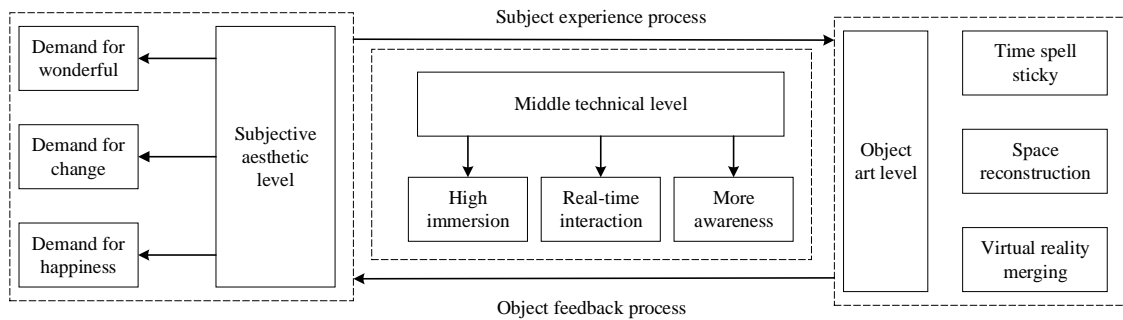 Subject experience process
Demand for
wonderful
Demand for
change
Demand for
happiness
Subjective
aesthetic
level
Middle technical level
High
immersion
Real-time
interaction
More
awareness
Object
art level
Time spell
sticky
Space
reconstruction
Virtual reality
merging
Object feedback process